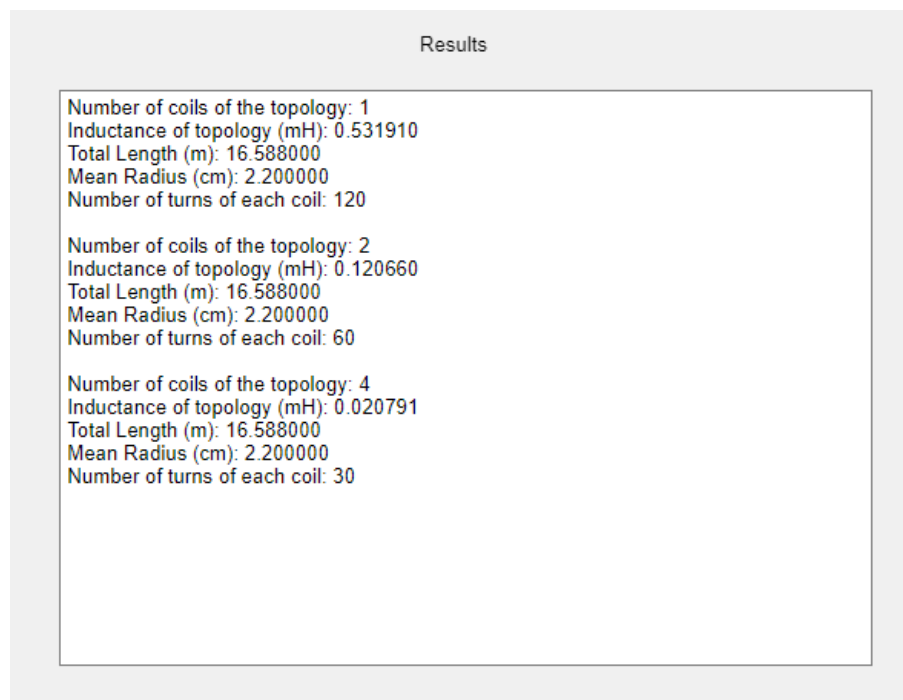 Results
Number of coils of the topology: 1
Inductance of topology (mH): 0.531910
Total Length (m): 16.588000
Mean Radius (cm): 2.200000
Number of turns of each coil: 120
Number of coils of the topology: 2
Inductance of topology (mH): 0.120660
Total Length (m): 16.588000
Mean Radius (cm): 2.200000
Number of turns of each coil: 60
Number of coils of the topology: 4
Inductance of topology (mH): 0.020791
Total Length (m): 16.588000
Mean Radius (cm): 2.200000
Number of turns of each coil: 30